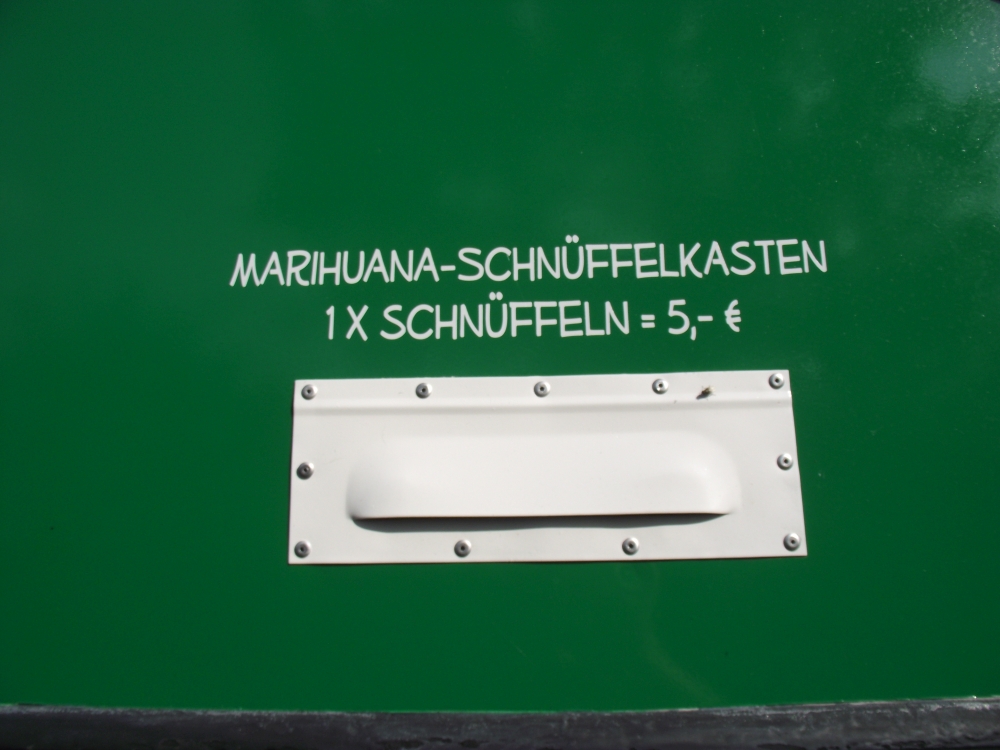 MARIHUANA-SCHNÜFFELKASTEN
1 X SCHNÜFFELN = 5,- €